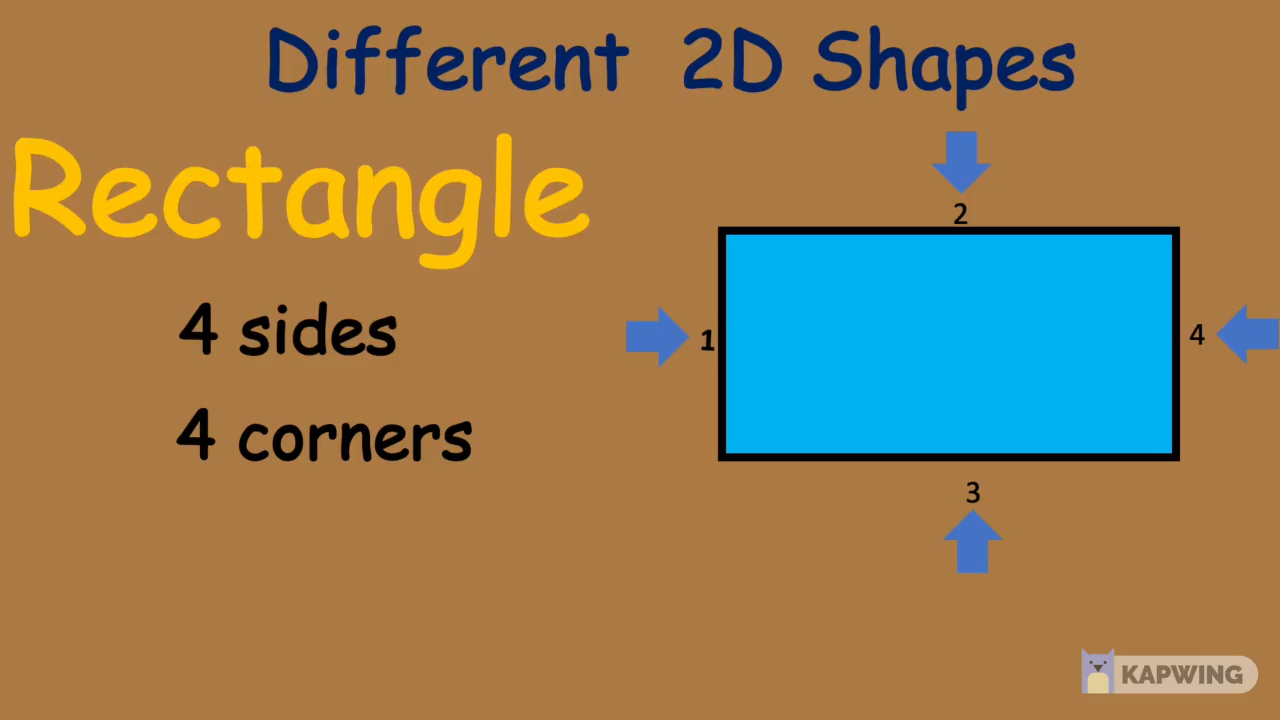 Different 2D Shapes
Rectangle
2
4 sides
1
4
4 corners
3
KAPWING